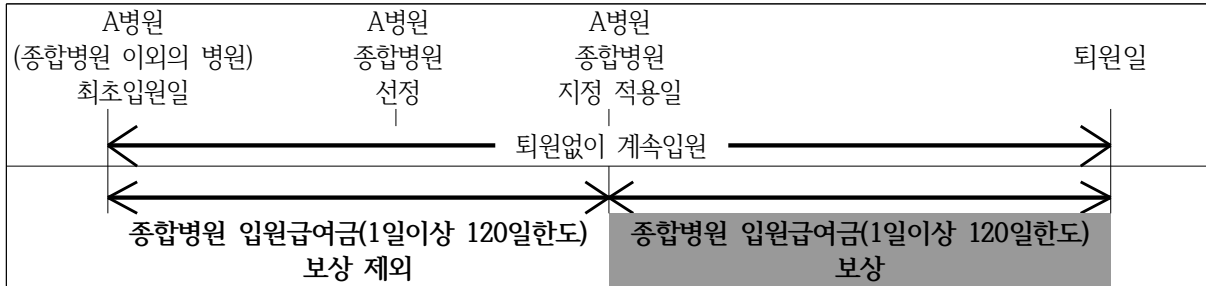 A병원
(종합병원 이외의 병원)
최초입원일
A병원
종합병원
선정
A병원
종합병원
지정 적용일
퇴원일
퇴원없이 계속입원
종합병원 입원급여금(1일이상 120일한도)
보상 제외
종합병원 입원급여금(1일이상 120일한도)
보상